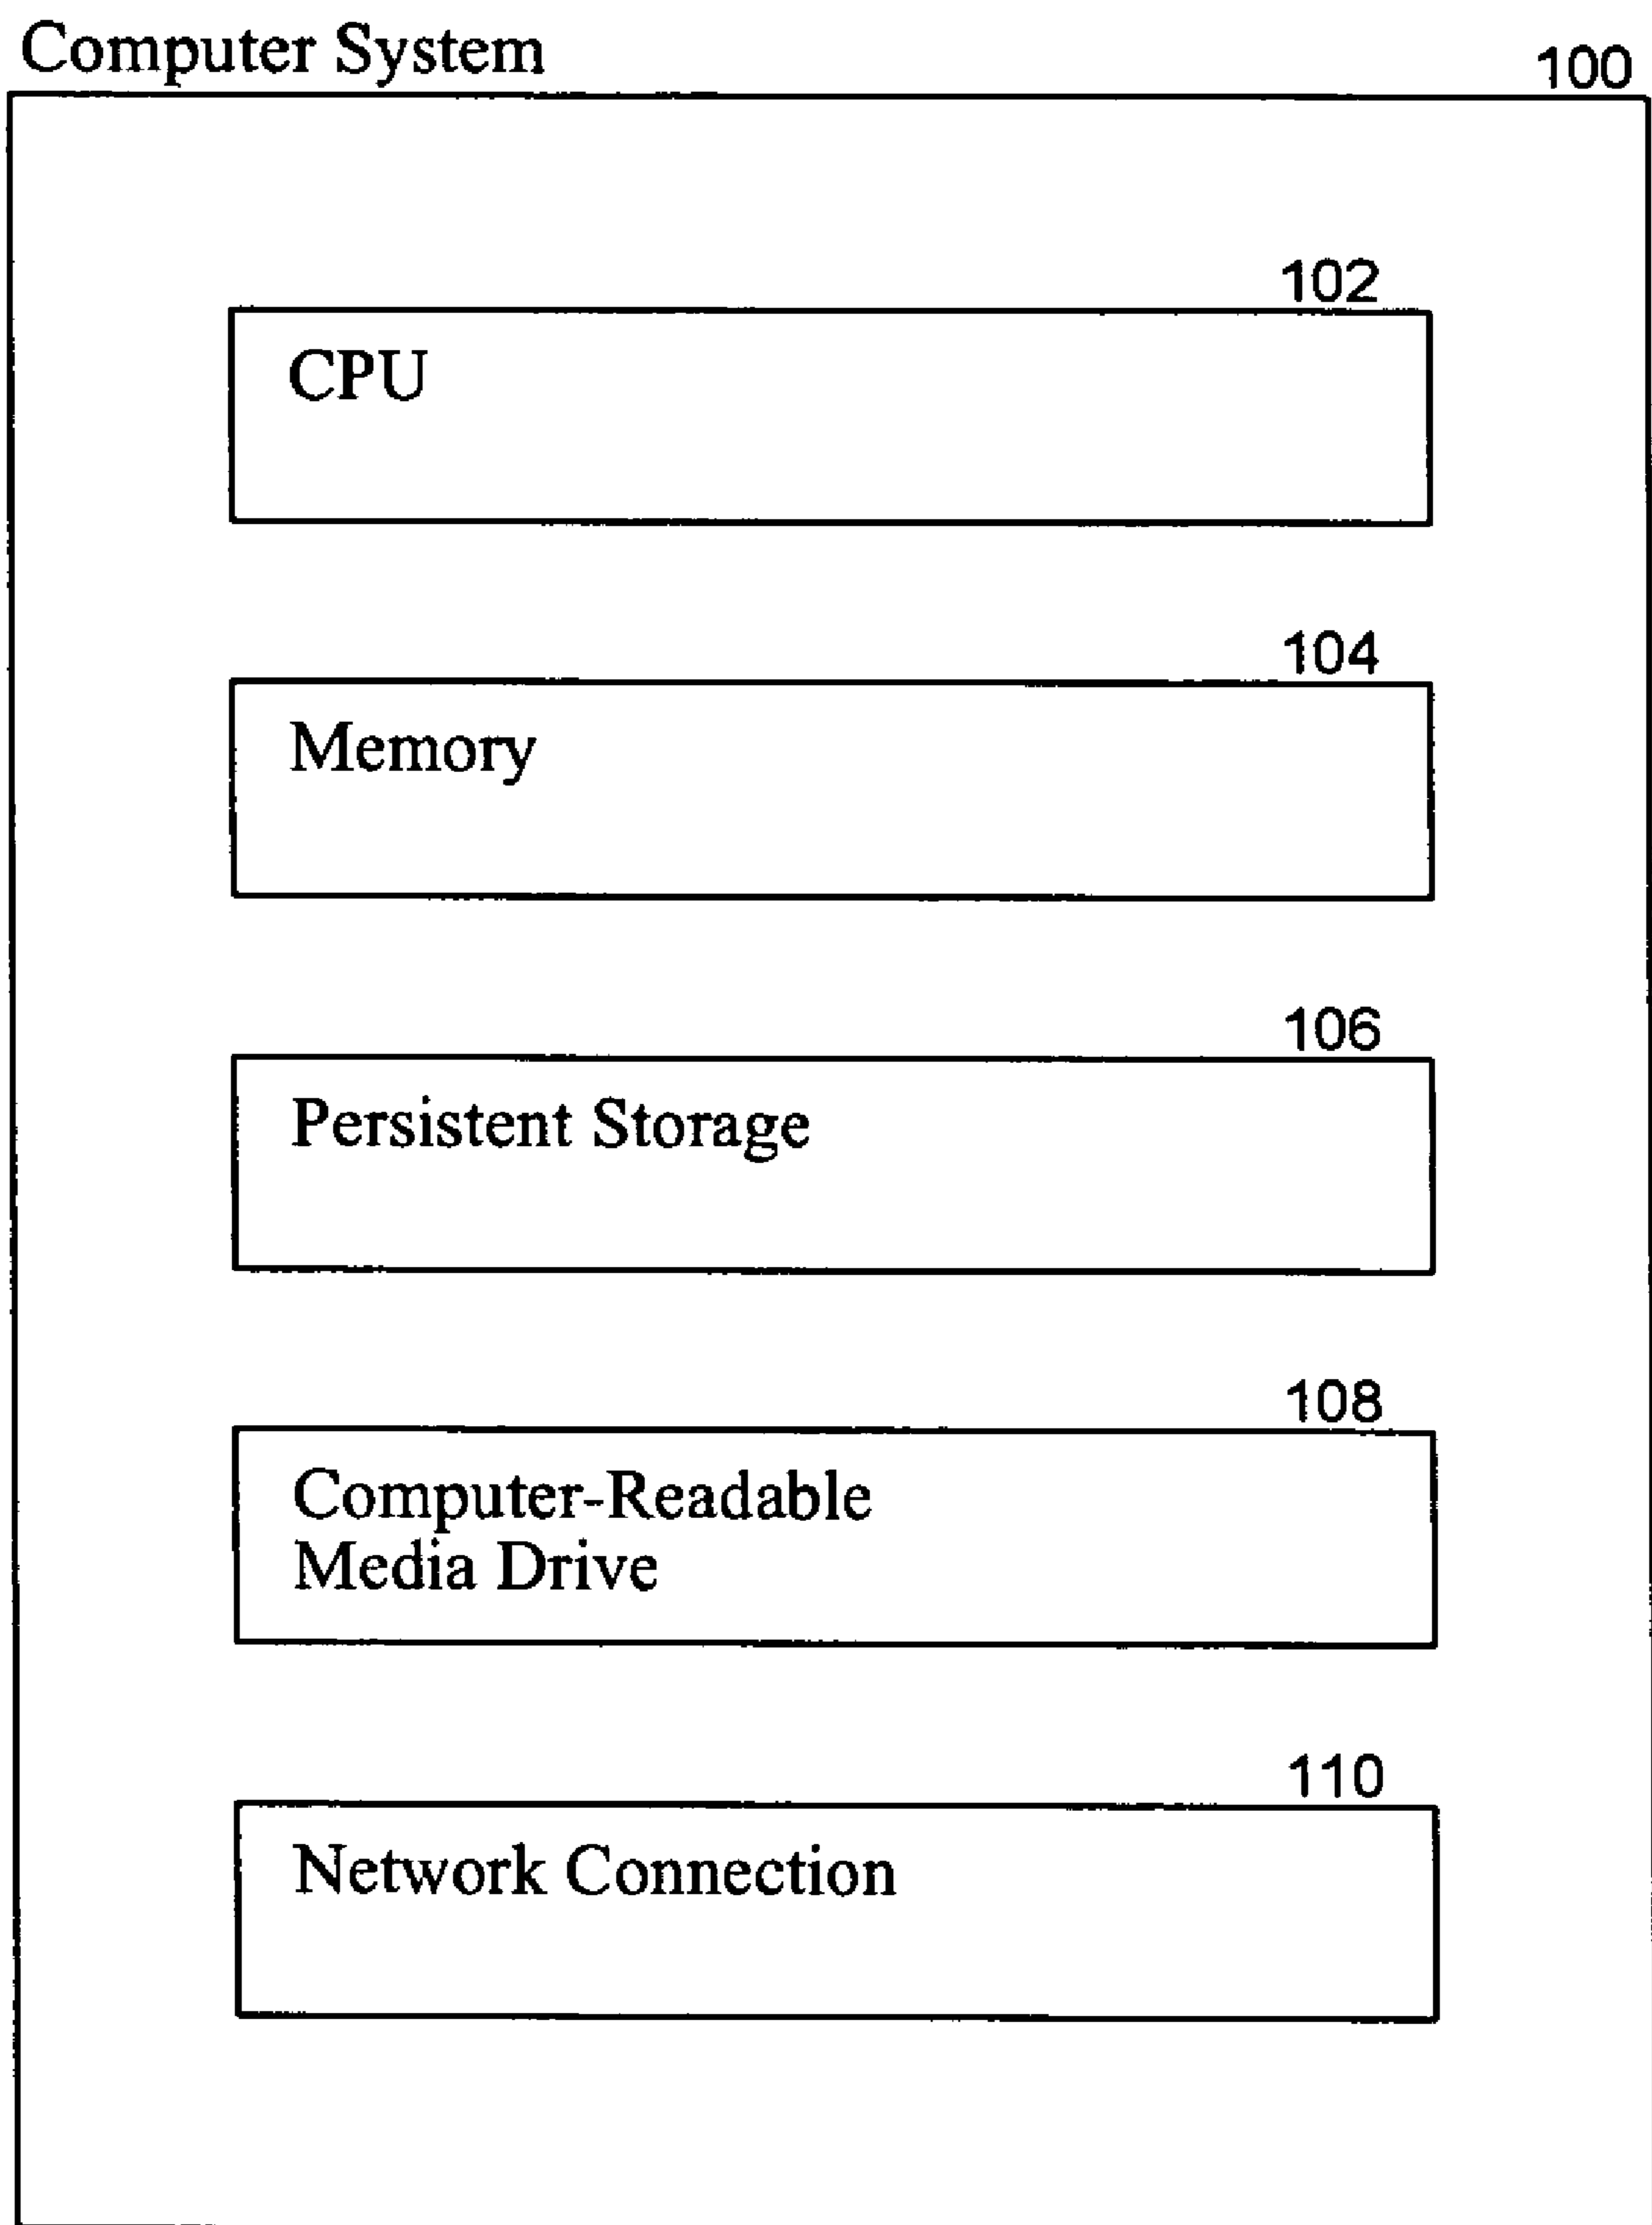 Computer System 100
102
CPU
104
Memory
106
Persistent Storage
108
Computer-Readable
Media Drive
110
Network Connection